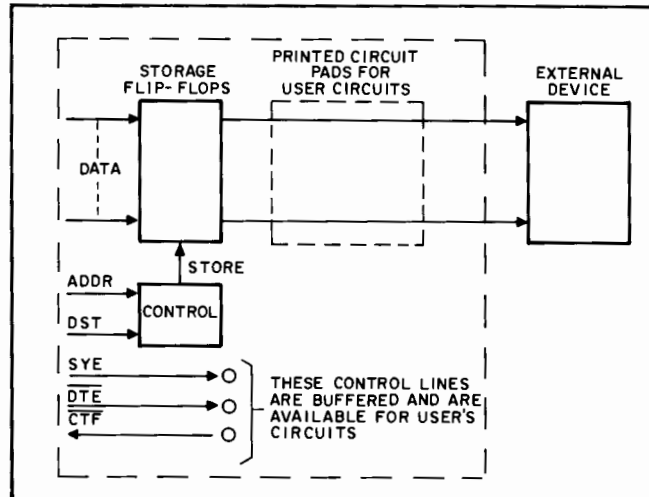 STORAGE
FLIP-FLOPS
PRINTED CIRCUIT
PADS FOR
USER CIRCUITS
EXTERNAL
DEVICE
DATA
STORE
ADDR
CONTROL
DST
SYE
DTE
CTF
THESE CONTROL LINES
ARE BUFFERED AND ARE
AVAILABLE FOR USER'S
CIRCUITS